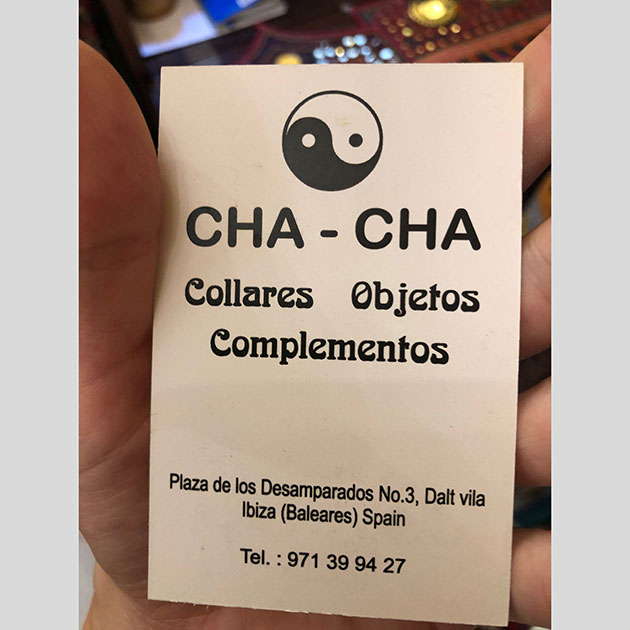 CHA - CHA
Collares Objetos
Complementos
Plaza de los Desamparados No.3, Dalt vila
Ibiza (Baleares) Spain
Tel. : 971 39 94 27